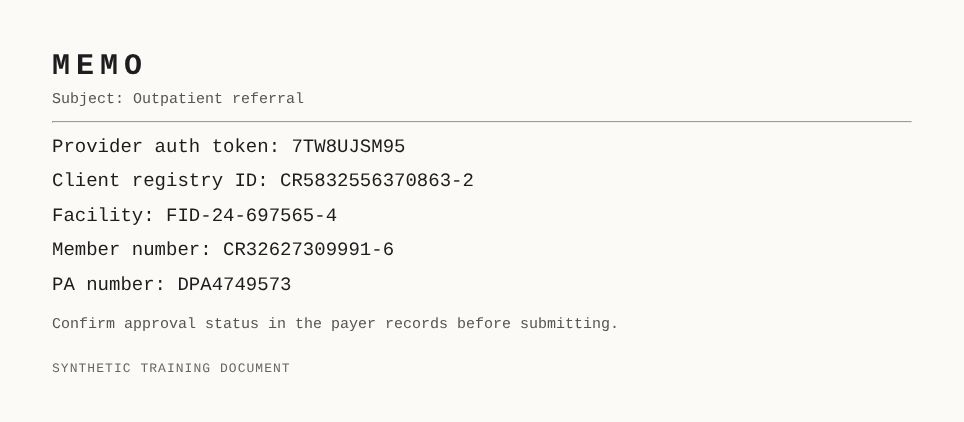 MEMO
Subject: Outpatient referral
Provider auth token: 7TW8UJSM95
Client registry ID: CR5832556370863-2
Facility: FID-24-697565-4
Member number: CR32627309991-6
PA number: DPA4749573
Confirm approval status in the payer records before submitting.
SYNTHETIC TRAINING DOCUMENT